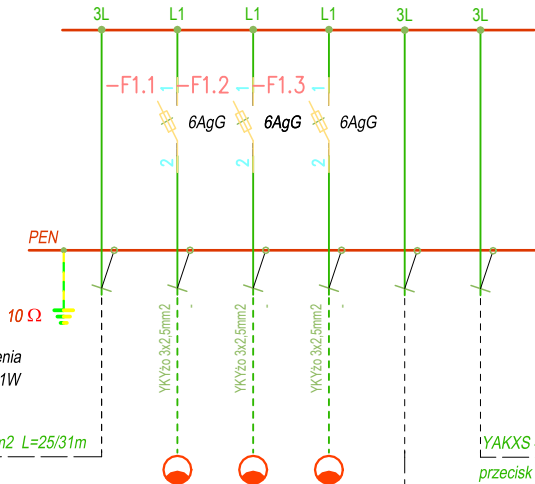 3L L1 L1 L1 3L 3L
-F1.1 1 -F1.2 1 -F1.3 1
6AgG 6AgG 6AgG
2 2 2
PEN
10 Ω
YKYżo 3x2,5mm2 YKYżo 3x2,5mm2 YKYżo 3x2,5mm2
enia
1W
m2 L=25/31m YAKXS
przycisk